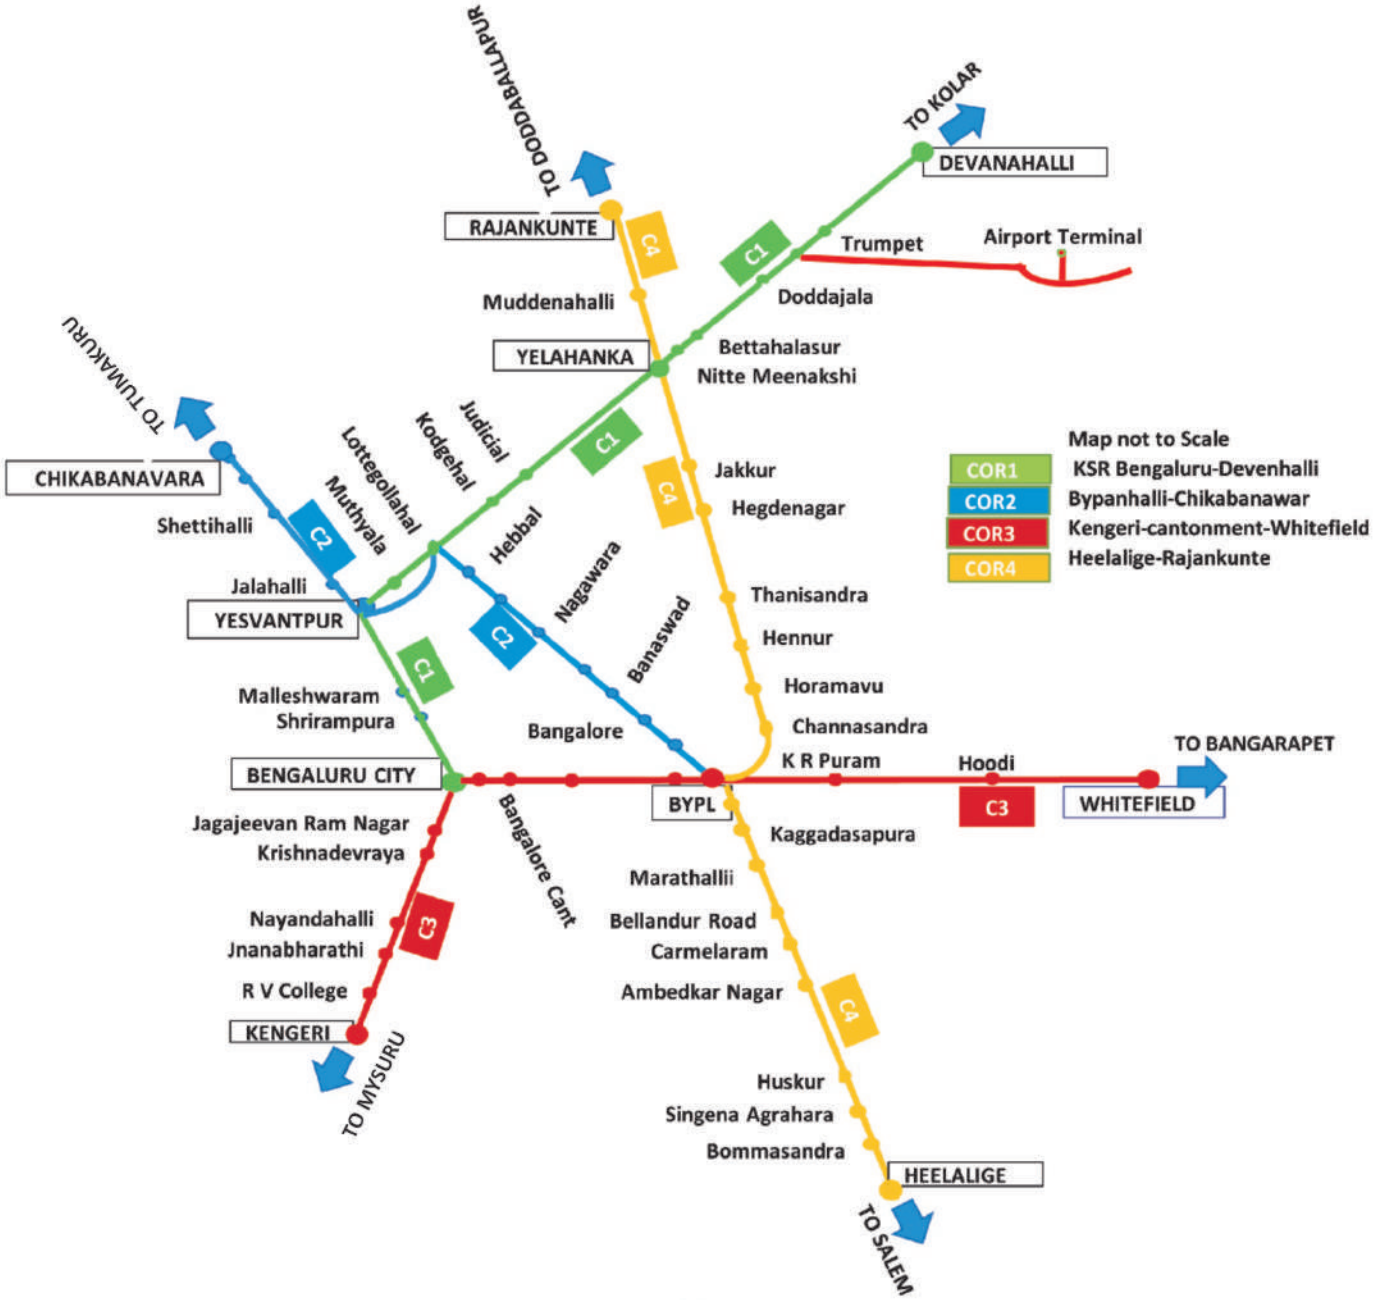 TO DODDABALLAPUR
TO KOLAR
DEVANAHALLI
RAJANKUNTE
C4
C1
Trumpet
Airport Terminal
Muddenahalli
Doddajala
TO TUMAKURU
YELAHANKA
Bettahalasur
Nitte Meenakshi
Judicial
Kodgehal
Lottegollahal
Muthyala
C1
CHIKABANAVARA
C4
Jakkur
Hegdenagar
Map not to Scale
COR1 KSR Bengaluru-Devenhalli
COR2 Bypanhalli-Chikabanawar
COR3 Kengeri-cantonment-Whitefield
COR4 Heelalige-Rajankunte
Shettihalli
C2
Hebbal
Nagawara
Banaswad
Jalahalli
YESVANTPUR
C2
Thanisandra
Hennur
C1
Malleshwaram
Shrirampura
Horamavu
Channasandra
Bangalore
K R Puram
Hoodi
TO BANGARAPET
BENGALURU CITY
BYPL
C3
WHITEFIELD
Jagajeevan Ram Nagar
Krishnadevraya
Bangalore Cant
Kaggadasapura
Marathallii
Nayandahalli
C3
Bellandur Road
Jnanabharathi
Carmelaram
R V College
Ambedkar Nagar
C4
KENGERI
TO MYSURU
Huskur
Singena Agrahara
Bommasandra
HEELALIGE
TO SALEM